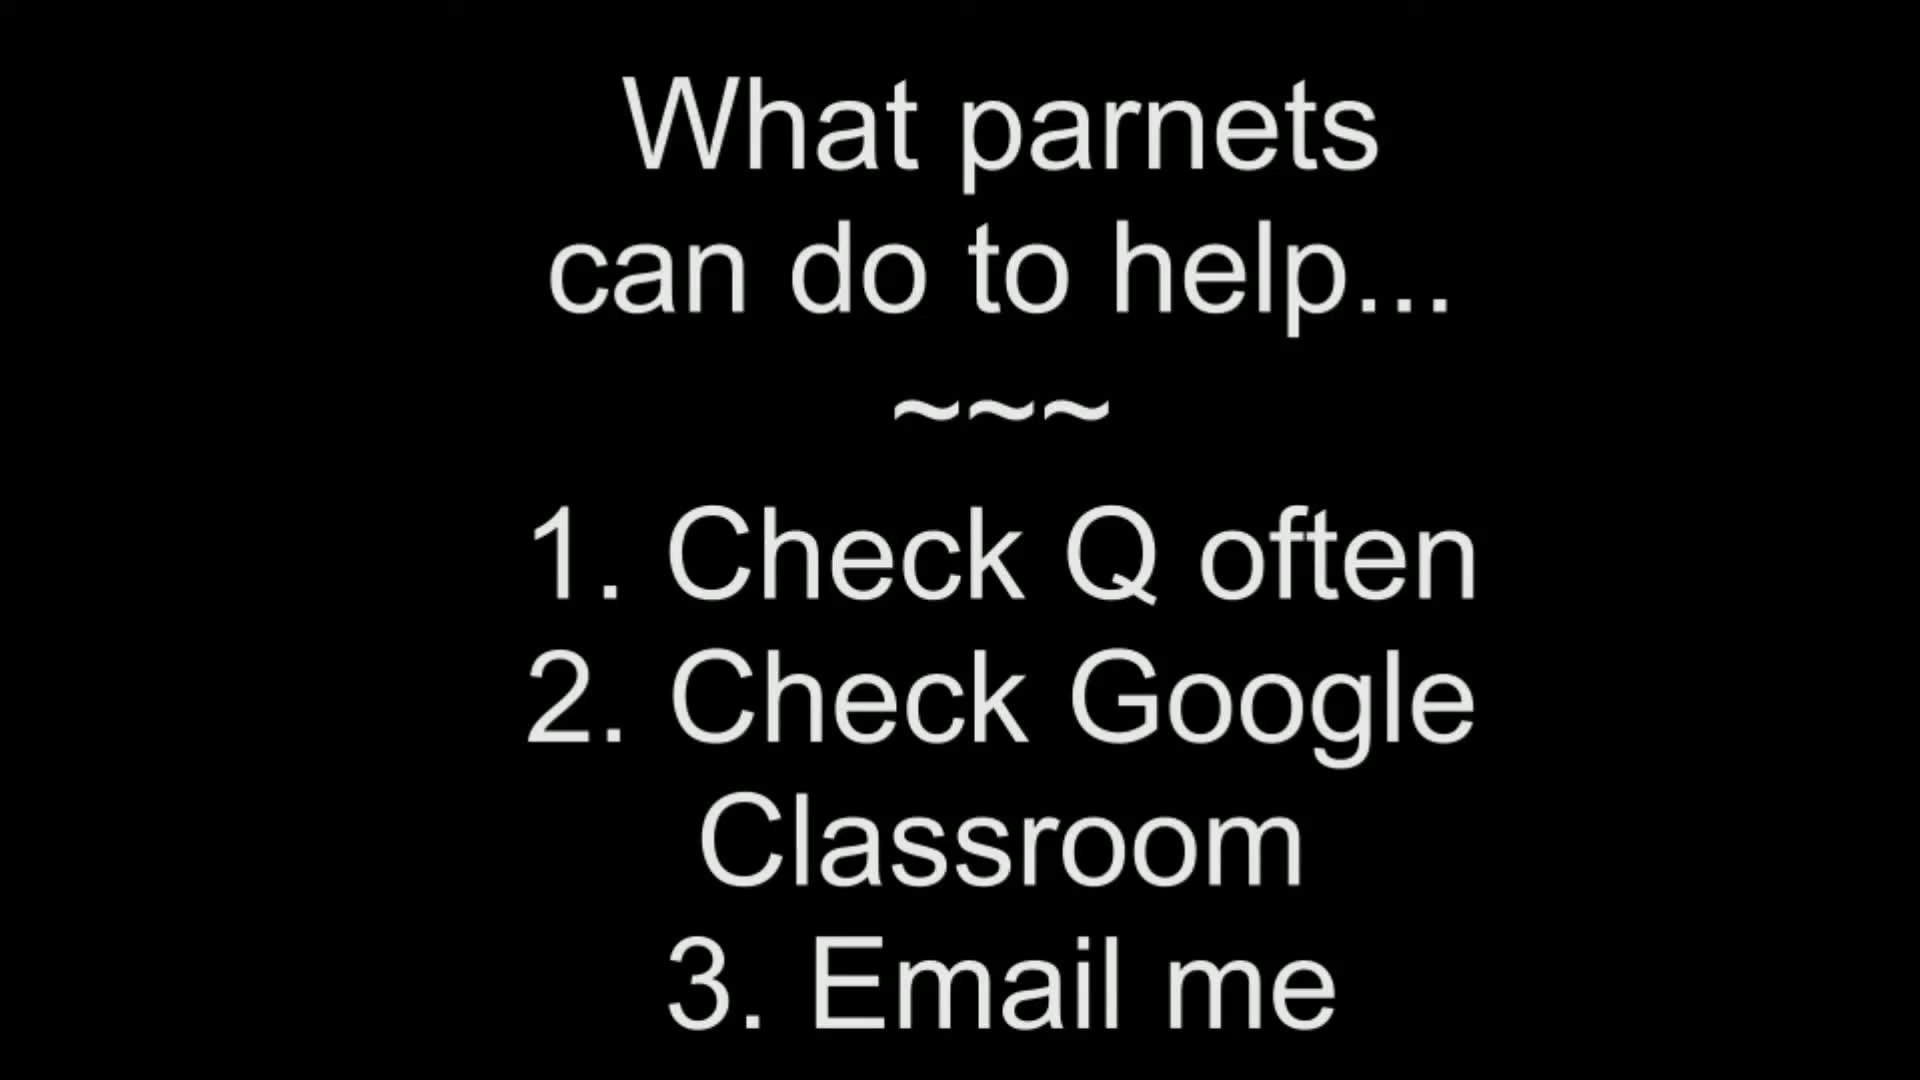 What parnets
can do to help...
~~~
1. Check Q often
2. Check Google
Classroom
3. Email me